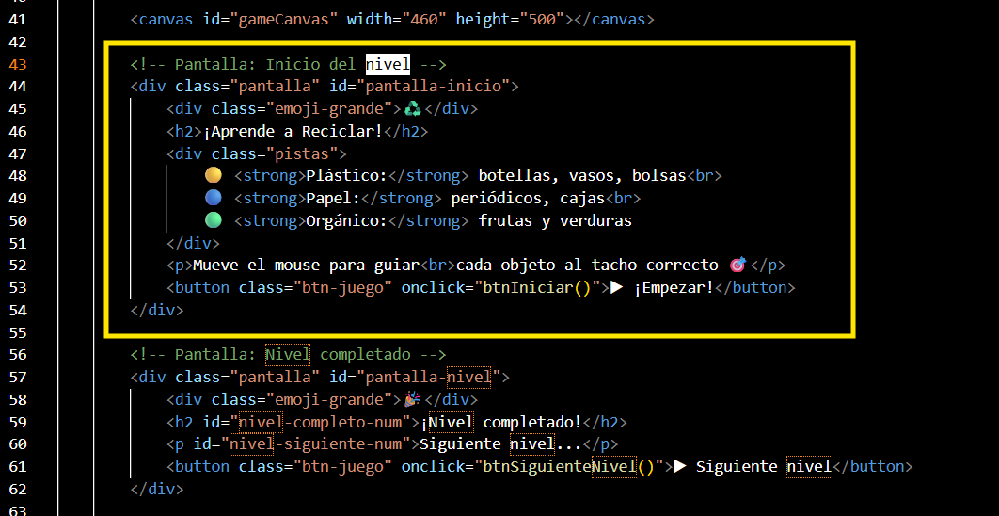 41 <canvas id="gameCanvas" width="460" height="500"></canvas>
42
43 <!-- Pantalla: Inicio del nivel -->
44 <div class="pantalla" id="pantalla-inicio">
45 <div class="emoji-grande">♻️</div>
46 <h2>¡Aprende a Reciclar!</h2>
47 <div class="pistas">
48 🟡 <strong>Plástico:</strong> botellas, vasos, bolsas<br>
49 🔵 <strong>Papel:</strong> periódicos, cajas<br>
50 🟢 <strong>Orgánico:</strong> frutas y verduras
51 </div>
52 <p>Mueve el mouse para guiar<br>cada objeto al tacho correcto 🎯</p>
53 <button class="btn-juego" onclick="btnIniciar()">▶ ¡Empezar!</button>
54 </div>
55
56 <!-- Pantalla: Nivel completado -->
57 <div class="pantalla" id="pantalla-nivel">
58 <div class="emoji-grande">🎉</div>
59 <h2 id="nivel-completo-num">¡Nivel completado!</h2>
60 <p id="nivel-siguiente-num">Siguiente nivel...</p>
61 <button class="btn-juego" onclick="btnSiguienteNivel()">▶ Siguiente nivel</button>
62 </div>
63